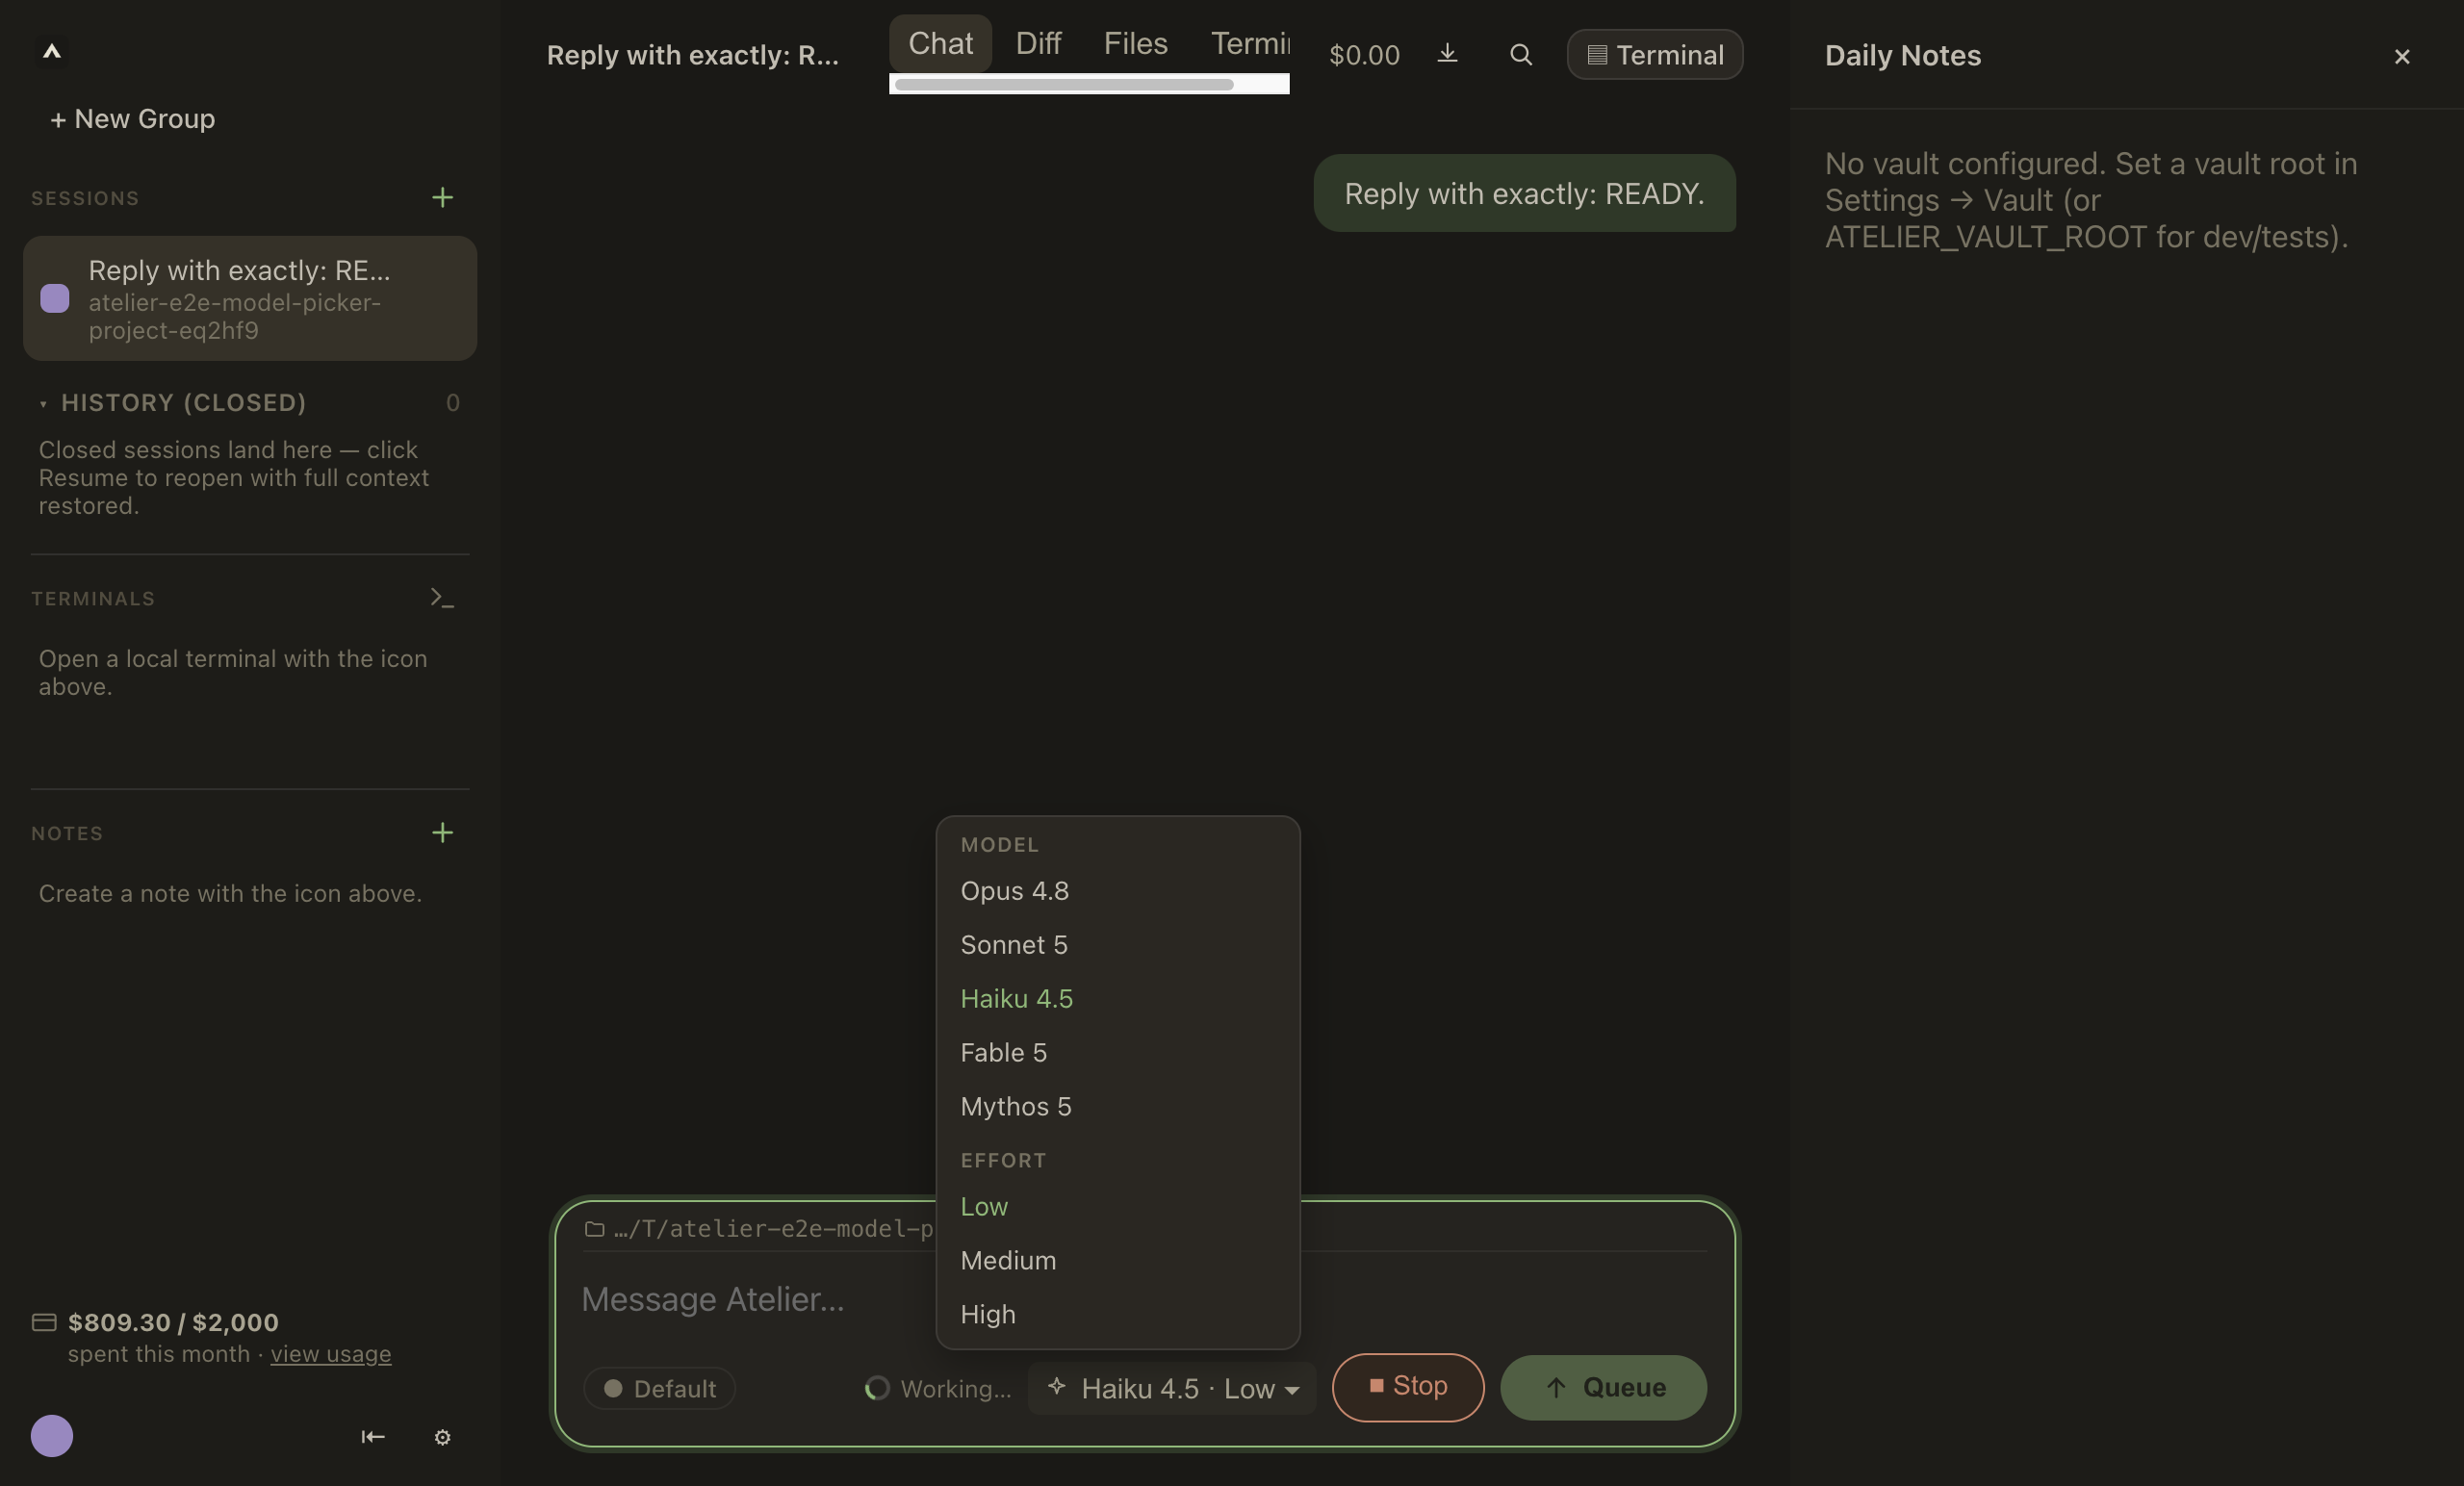 + New Group
SESSIONS
Reply with exactly: RE...
atelier-e2e-model-picker-
project-eq2hf9
HISTORY (CLOSED) 0
Closed sessions land here — click
Resume to reopen with full context
restored.
TERMINALS
Open a local terminal with the icon
above.
NOTES
Create a note with the icon above.
$809.30 / $2,000
spent this month · view usage
Reply with exactly: R...
Chat Diff Files Termi
$0.00
Terminal
Reply with exactly: READY.
MODEL
Opus 4.8
Sonnet 5
Haiku 4.5
Fable 5
Mythos 5
EFFORT
Low
Medium
High
…/T/atelier-e2e-model-p
Message Atelier...
Default
Working...
Haiku 4.5 · Low
Stop
Queue
Daily Notes
No vault configured. Set a vault root in
Settings → Vault (or
ATELIER_VAULT_ROOT for dev/tests).